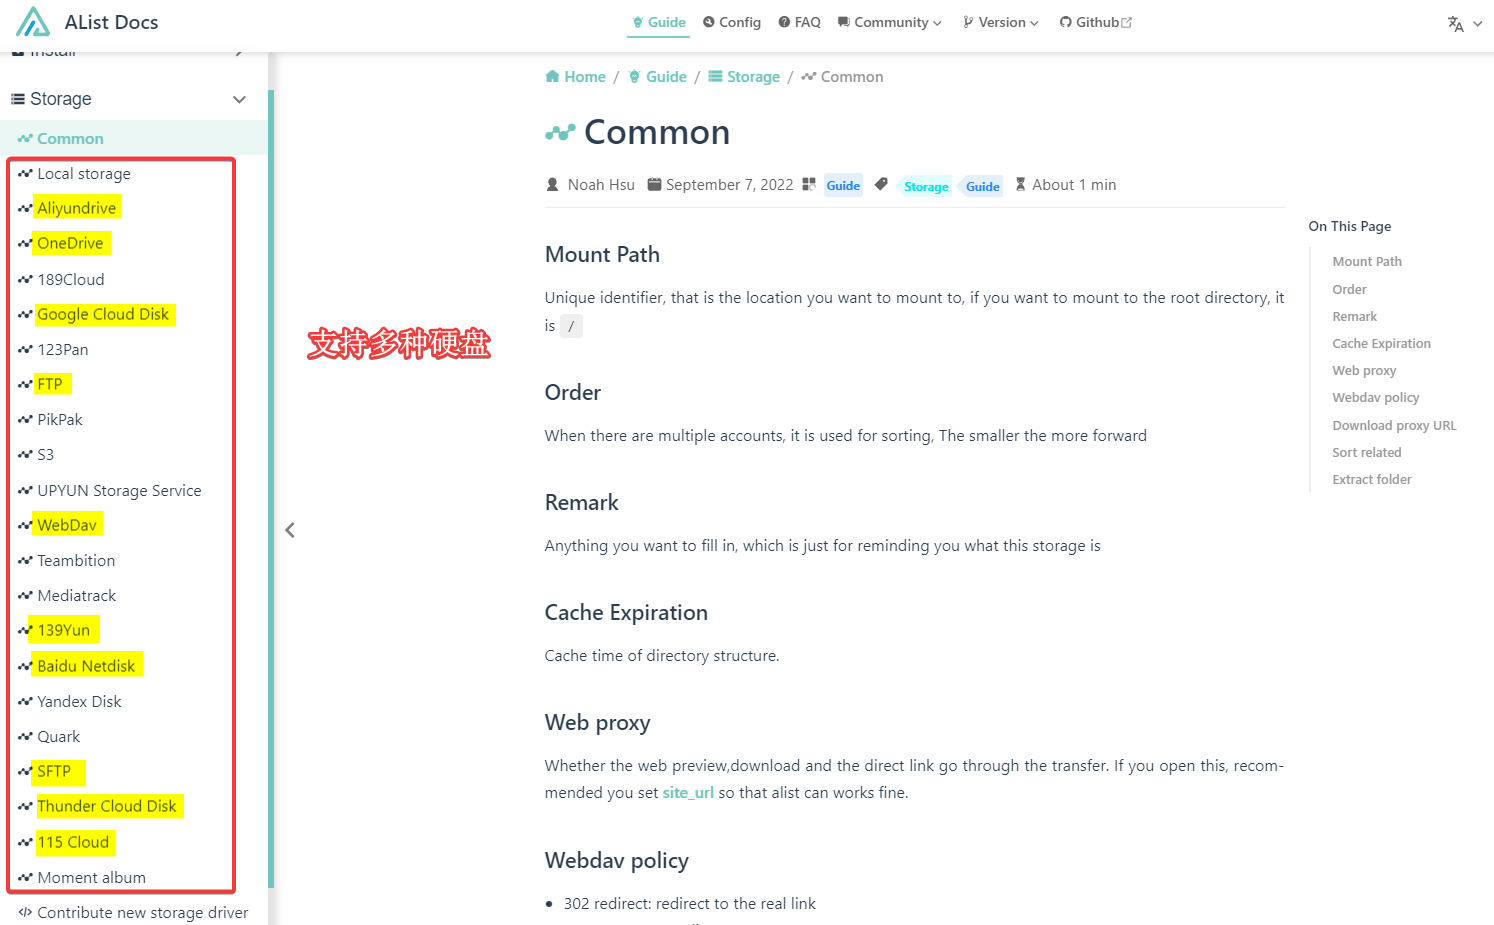 AList Docs
Guide
Config
FAQ
Community
Version
Github
Install
Storage
Common
Local storage
Aliyundrive
OneDrive
189Cloud
Google Cloud Disk
123Pan
FTP
PikPak
S3
UPYUN Storage Service
WebDav
Teambition
Mediatrack
139Yun
Baidu Netdisk
Yandex Disk
Quark
SFTP
Thunder Cloud Disk
115 Cloud
Moment album
Contribute new storage driver
支持多种硬盘
Home / Guide / Storage / Common
Common
Noah Hsu September 7, 2022 Guide Storage Guide About 1 min
Mount Path
Unique identifier, that is the location you want to mount to, if you want to mount to the root directory, it
is /
Order
When there are multiple accounts, it is used for sorting, The smaller the more forward
Remark
Anything you want to fill in, which is just for reminding you what this storage is
Cache Expiration
Cache time of directory structure.
Web proxy
Whether the web preview,download and the direct link go through the transfer. If you open this, recom-
mended you set site_url so that alist can works fine.
Webdav policy
302 redirect: redirect to the real link
On This Page
Mount Path
Order
Remark
Cache Expiration
Web proxy
Webdav policy
Download proxy URL
Sort related
Extract folder